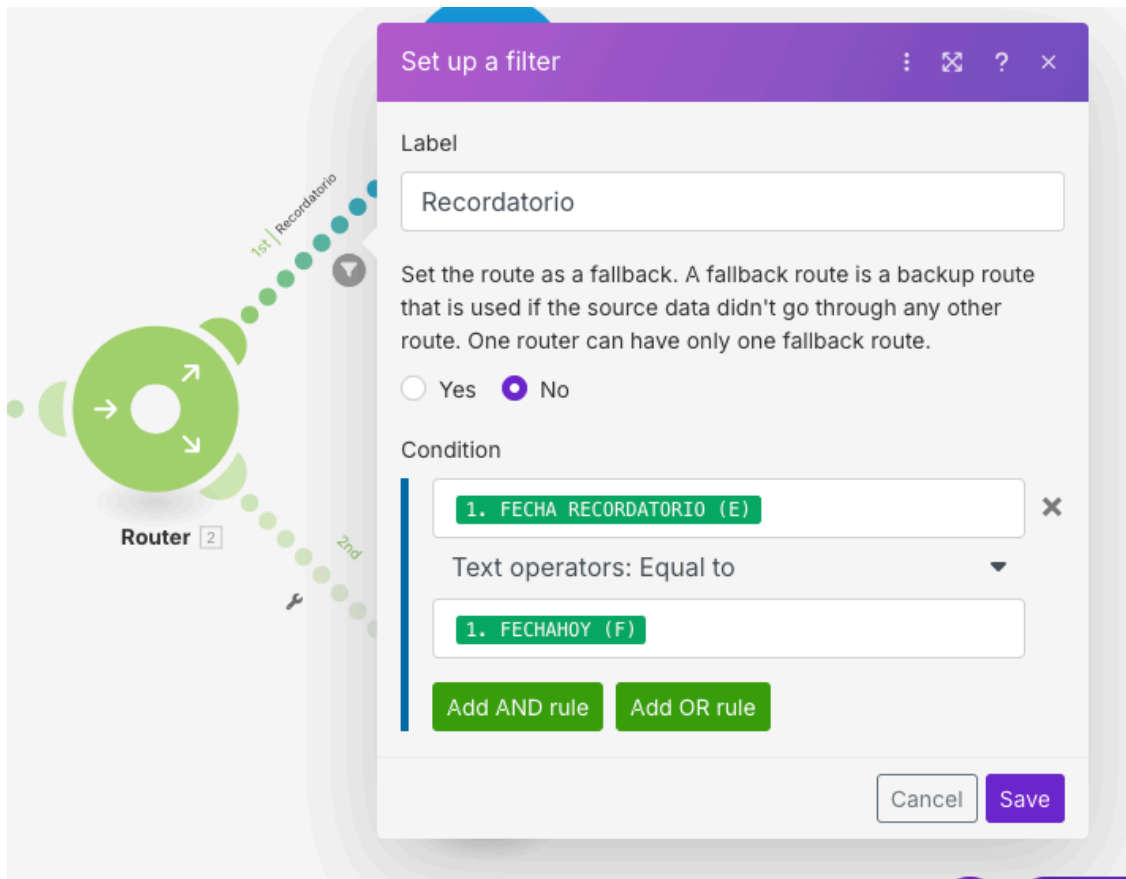 Set up a filter
?
Label
Recordatorio
1st | Recordatorio
Set the route as a fallback. A fallback route is a backup route
that is used if the source data didn't go through any other
route. One router can have only one fallback route.
Yes No
Condition
1. FECHA RECORDATORIO (E)
Text operators: Equal to
1. FECHAHOY (F)
Router 2
2nd
Add AND rule Add OR rule
Cancel Save